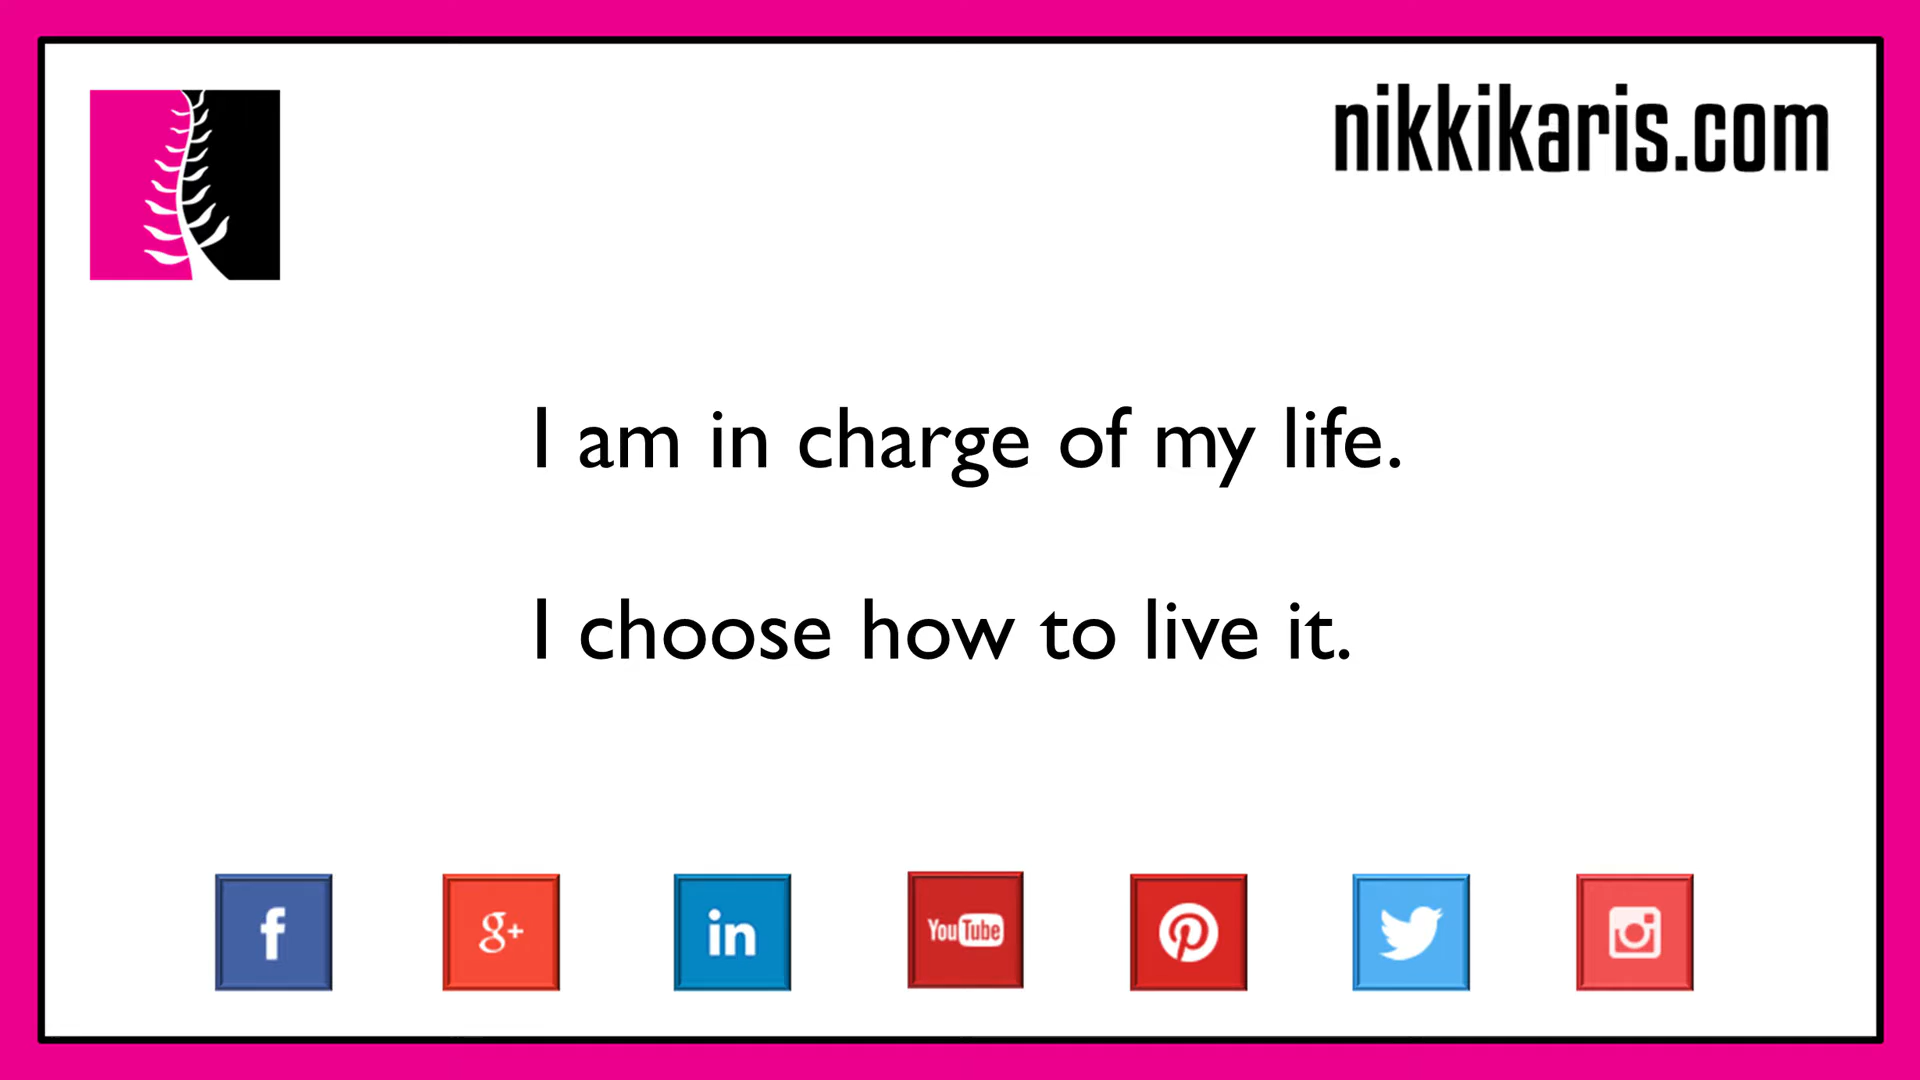 nikkikaris.com
I am in charge of my life.
I choose how to live it.
f g+ in YouTube